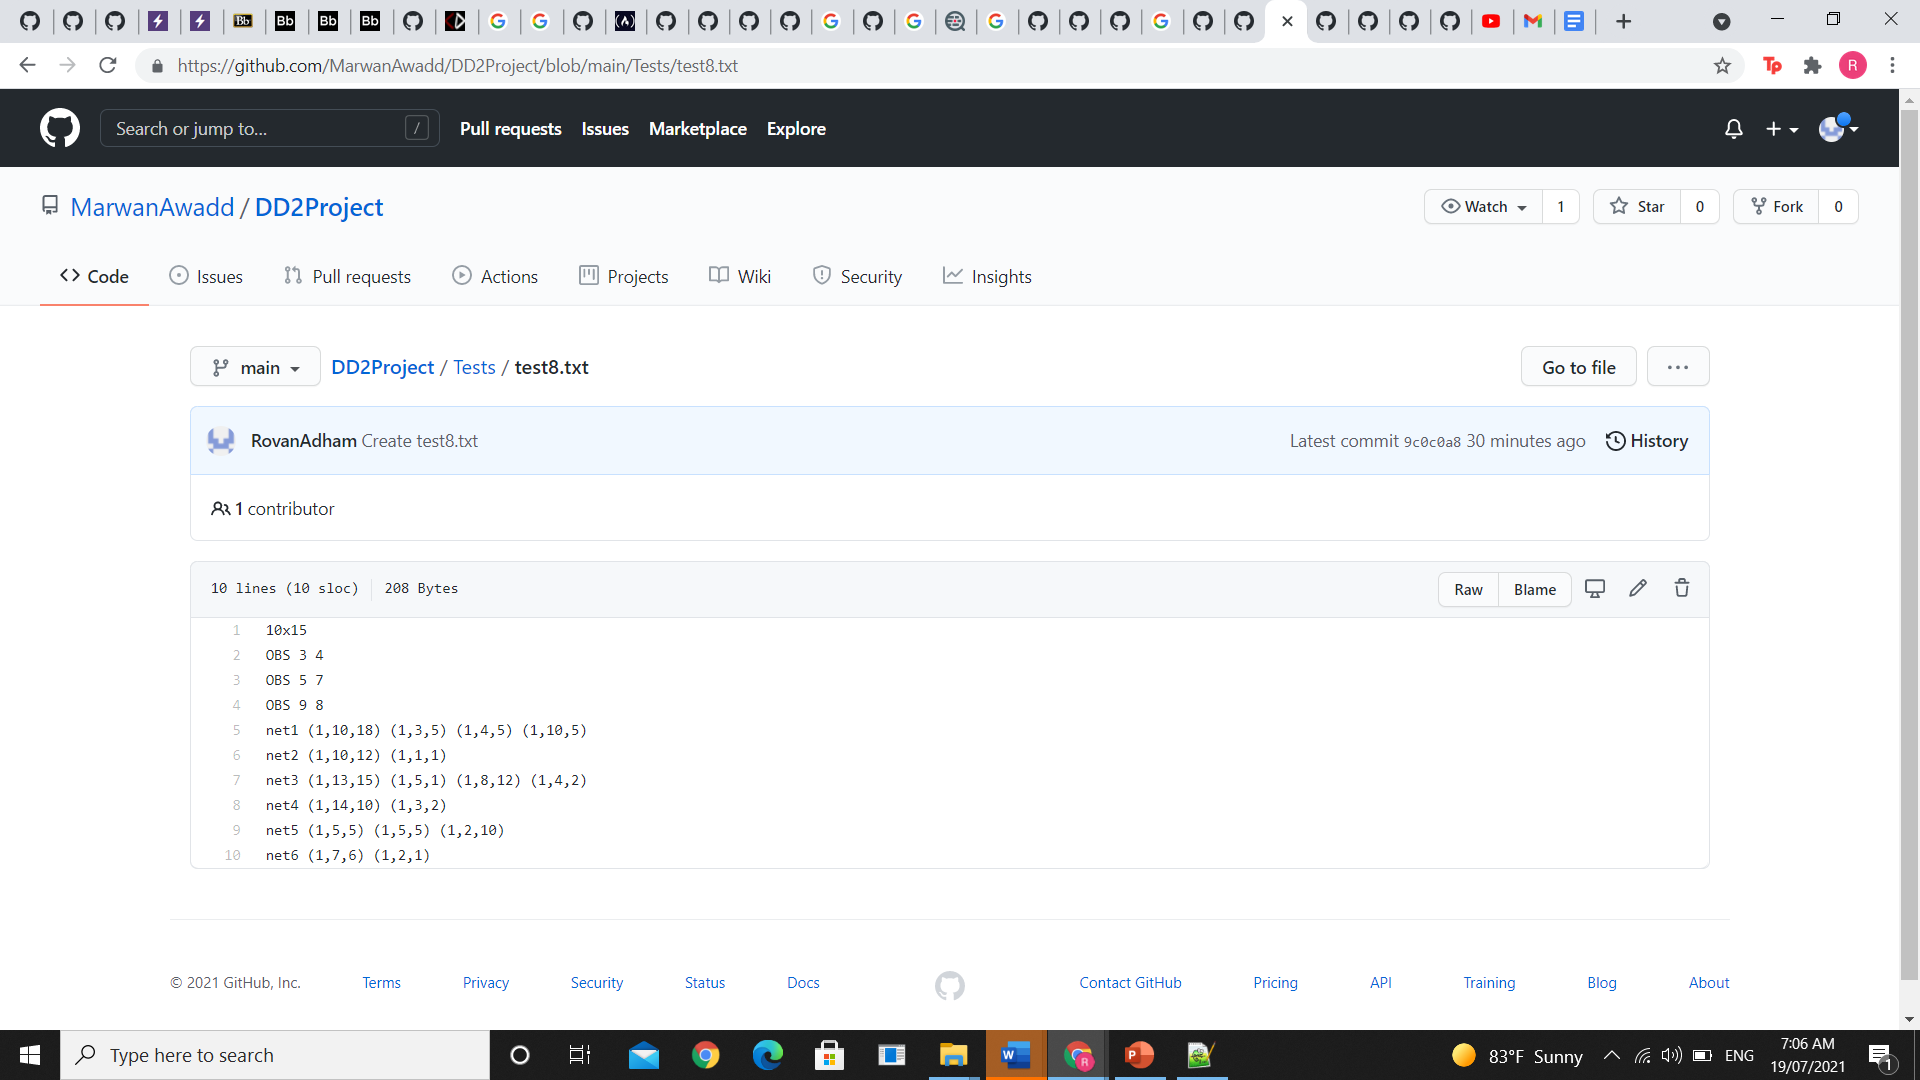 https://github.com/MarwanAwadd/DD2Project/blob/main/Tests/test8.txt
Search or jump to... /
Pull requests Issues Marketplace Explore
MarwanAwadd / DD2Project
Watch 1 Star 0 Fork 0
Code Issues Pull requests Actions Projects Wiki Security Insights
main DD2Project / Tests / test8.txt Go to file ...
RovanAdham Create test8.txt Latest commit 9c0c0a8 30 minutes ago History
1 contributor
10 lines (10 sloc) 208 Bytes Raw Blame
1 10x15
2 OBS 3 4
3 OBS 5 7
4 OBS 9 8
5 net1 (1,10,18) (1,3,5) (1,4,5) (1,10,5)
6 net2 (1,10,12) (1,1,1)
7 net3 (1,13,15) (1,5,1) (1,8,12) (1,4,2)
8 net4 (1,14,10) (1,3,2)
9 net5 (1,5,5) (1,5,5) (1,2,10)
10 net6 (1,7,6) (1,2,1)
© 2021 GitHub, Inc. Terms Privacy Security Status Docs Contact GitHub Pricing API Training Blog About
Type here to search 83°F Sunny ENG 7:06 AM
19/07/2021 1